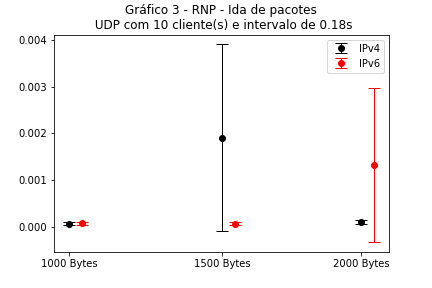 Gráfico 3 - RNP - Ida de pacotes
UDP com 10 cliente(s) e intervalo de 0.18s
0.004
0.003
0.002
0.001
0.000
IPv4
IPv6
1000 Bytes
1500 Bytes
2000 Bytes